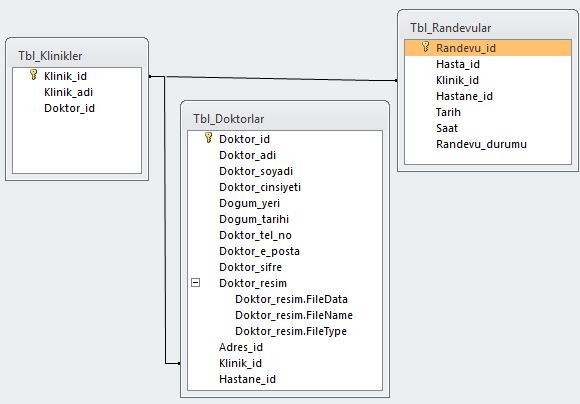 Tbl_Klinikler
Klinik_id
Klinik_adi
Doktor_id
Tbl_Doktorlar
Doktor_id
Doktor_adi
Doktor_soyadi
Doktor_cinsiyeti
Dogum_yeri
Dogum_tarihi
Doktor_tel_no
Doktor_e_posta
Doktor_sifre
Doktor_resim
Doktor_resim.FileData
Doktor_resim.FileName
Doktor_resim.FileType
Adres_id
Klinik_id
Hastane_id
Tbl_Randevular
Randevu_id
Hasta_id
Klinik_id
Hastane_id
Tarih
Saat
Randevu_durumu